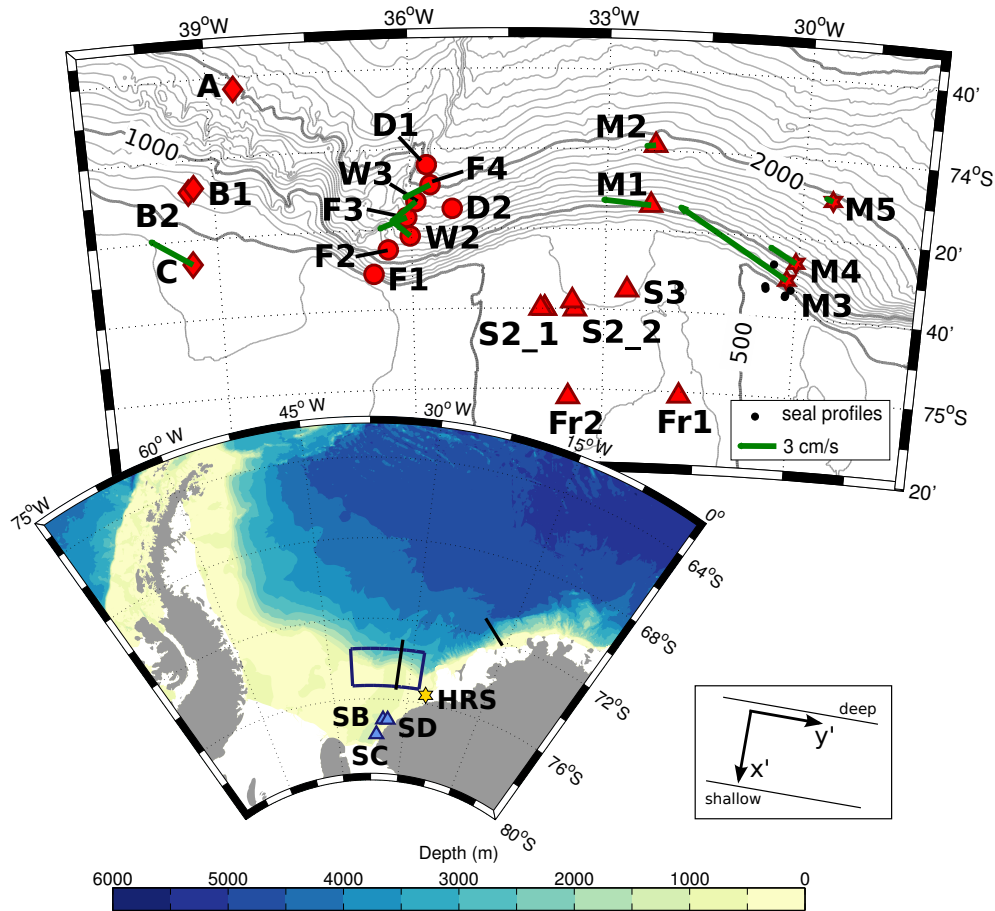 39°W
36°W
33°W
30°W
A
40'
D1
M2
1000
W3
F4
2000
74°S
B1
M1
F3
D2
M5
B2
W2
20'
F2
C
F1
M4
S3
M3
S2_1
S2_2
40'
500
Fr2
Fr1
seal profiles
75°S
3 cm/s
20'
45° W
30° W
60° W
15° W
75°W
0°
64°S
68°S
72°S
HRS
SB
SD
SC
76°S
80°S
deep
y'
x'
shallow
Depth (m)
6000
5000
4000
3000
2000
1000
0